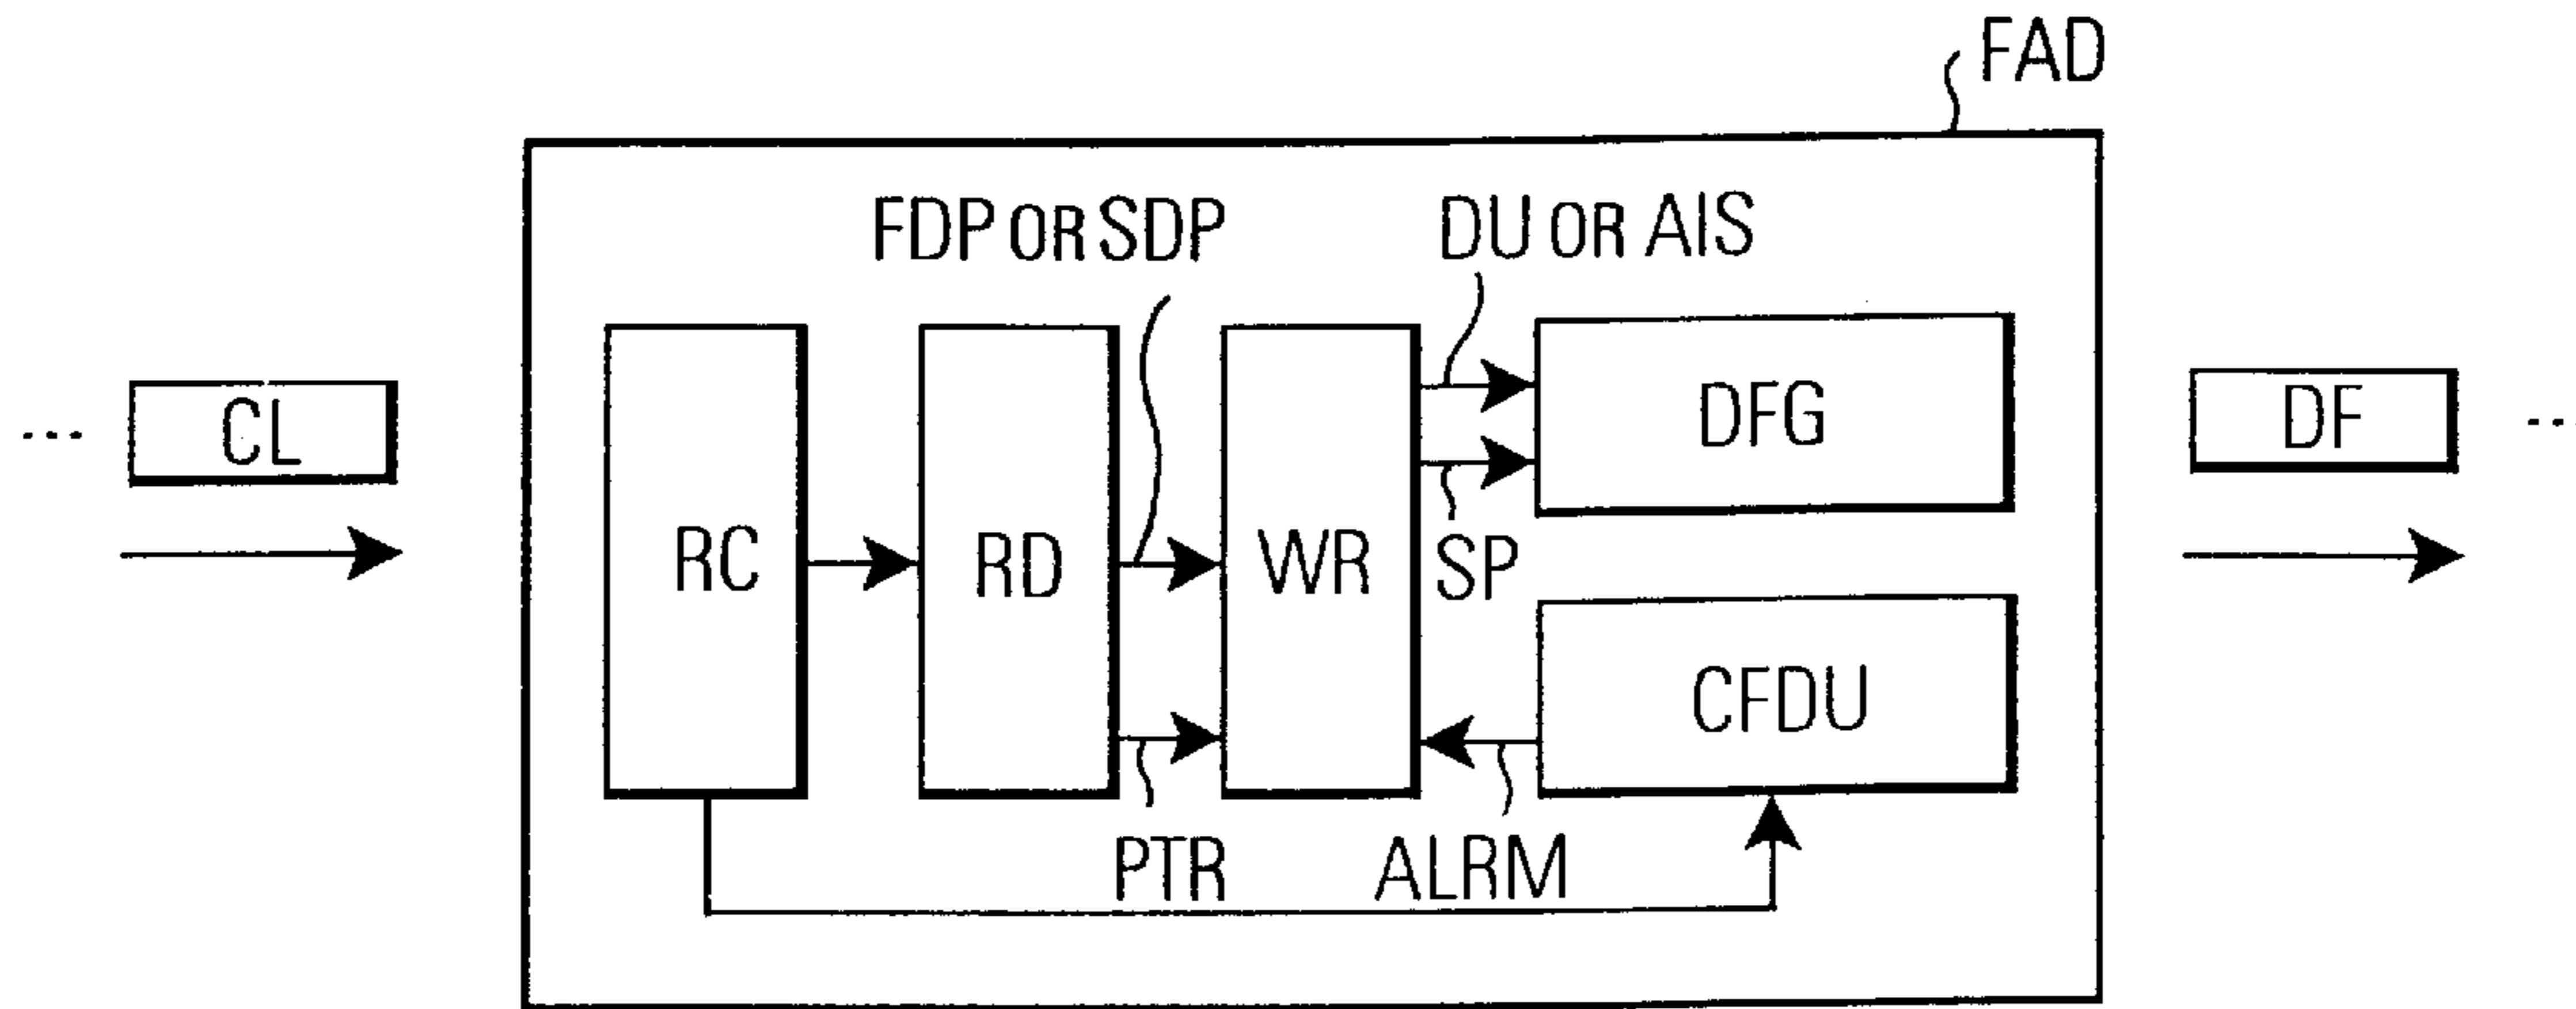 FAD
FDP OR SDP
DU OR AIS
... CL
RC
RD
WR
DFG
SP
CFDU
PTR
ALRM
DF ...